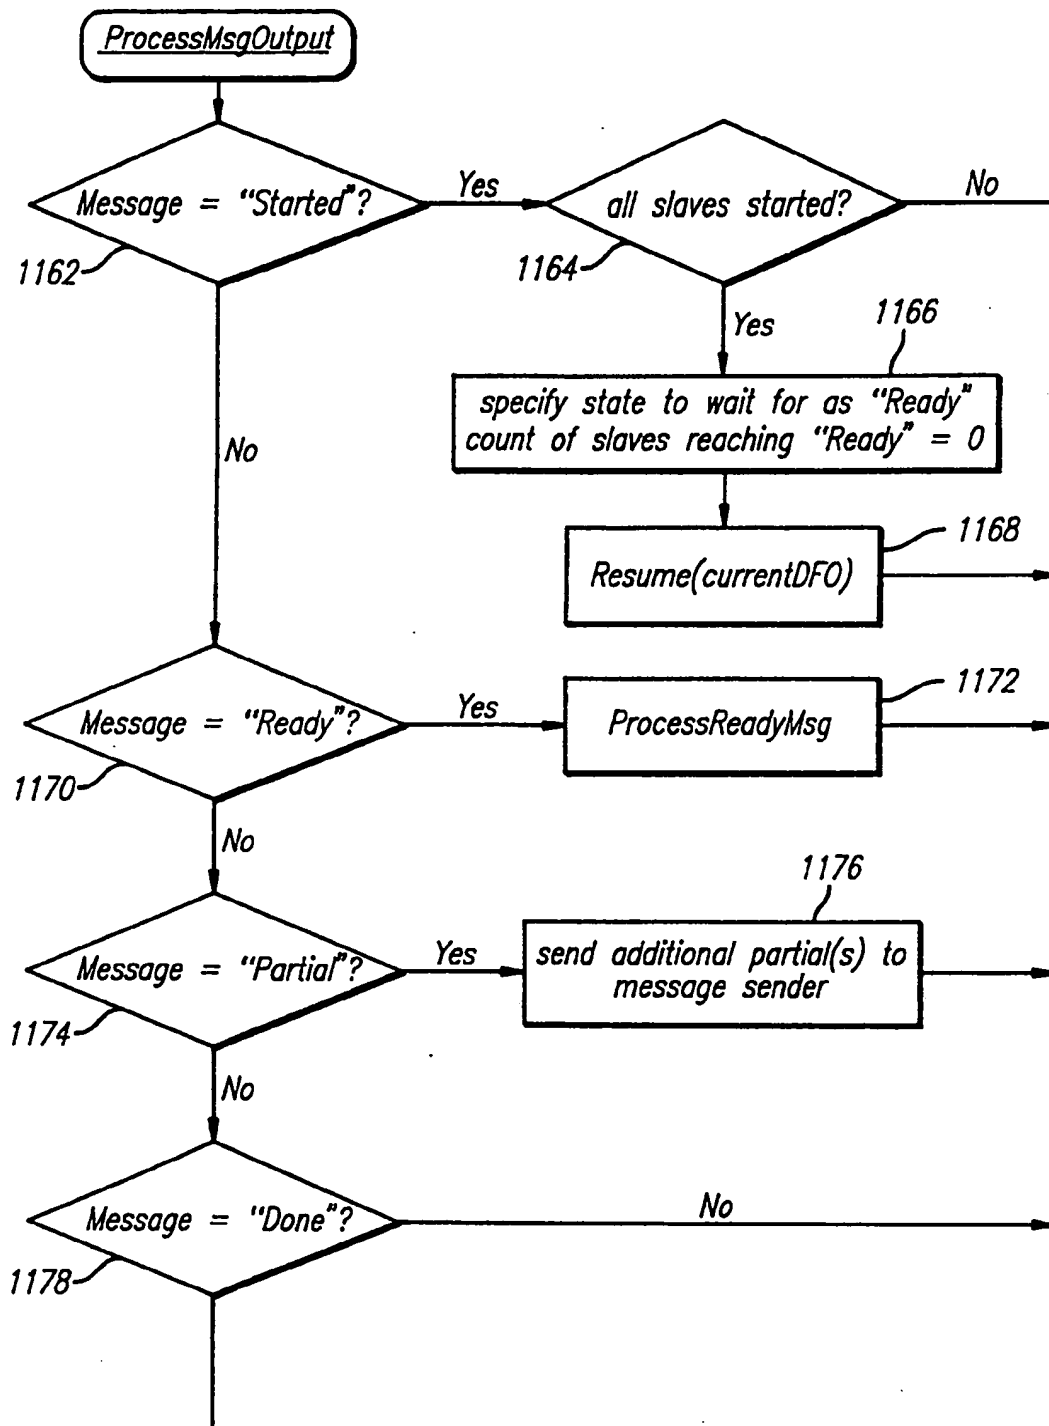 ProcessMsgOutput
Message = "Started"?
Yes
all slaves started?
No
1162
1164
Yes
1166
specify state to wait for as "Ready"
count of slaves reaching "Ready" = 0
No
1168
Resume(currentDFO)
1172
Message = "Ready"?
Yes
ProcessReadyMsg
1170
No
1176
Message = "Partial"?
Yes
send additional partial(s) to
message sender
1174
No
Message = "Done"?
No
1178